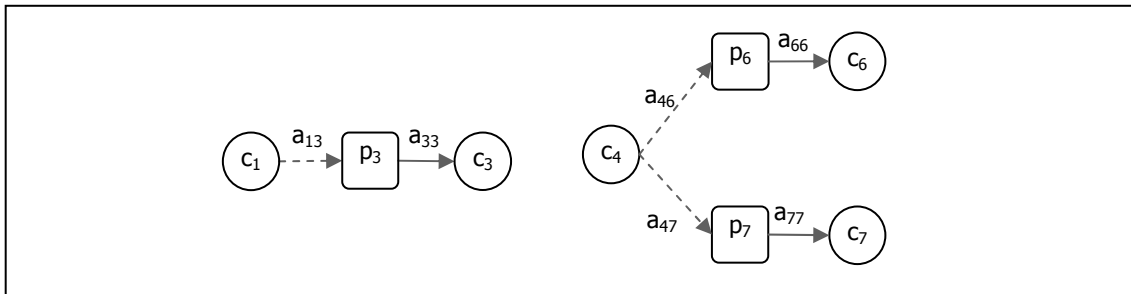 c₁ a₁₃ p₃ a₃₃ c₃
c₄
a₄₆ p₆ a₆₆ c₆
a₄₇ p₇ a₇₇ c₇